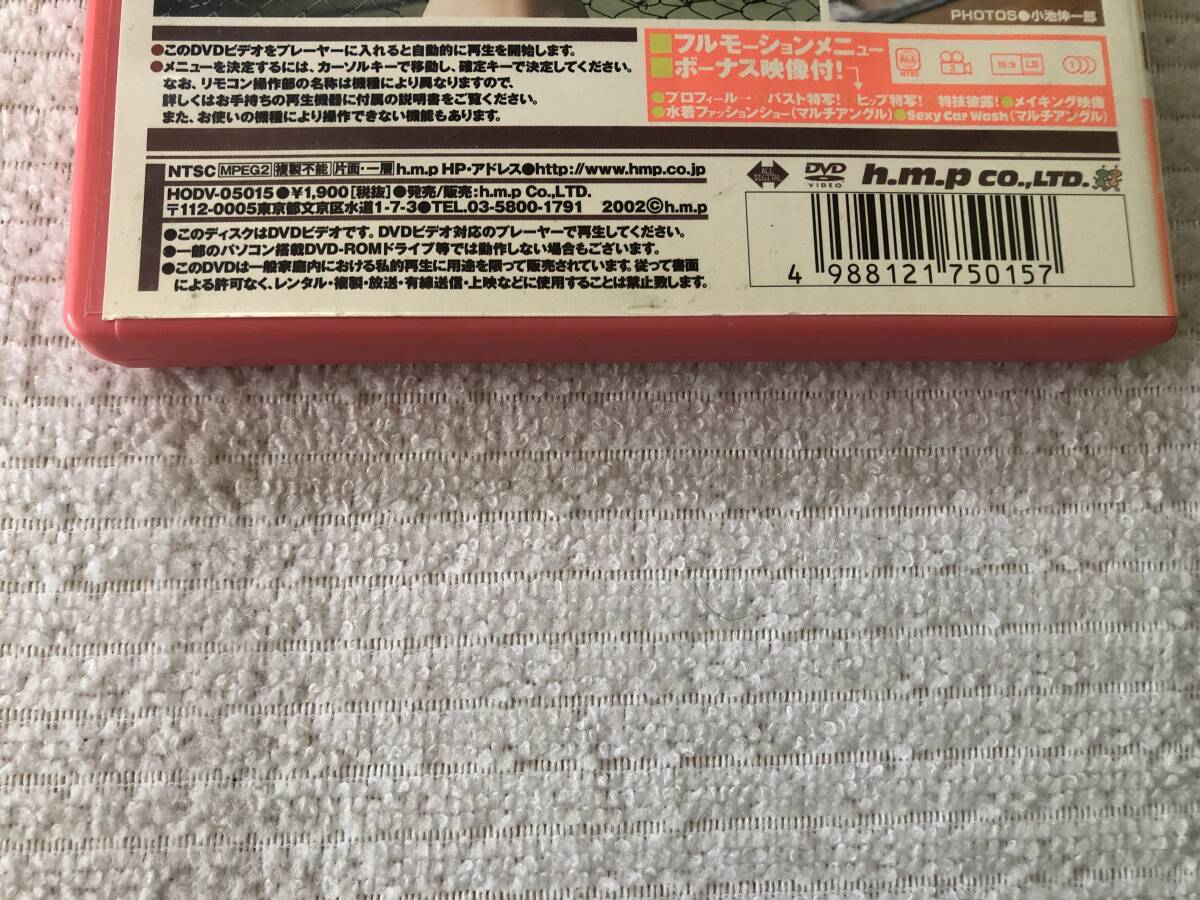 PHOTOS●小池伸一郎
●このDVDビデオをプレーヤーに入れると自動的に再生を開始します。
●メニューを決定するには、カーソルキーで移動し、確定キーで決定してください。
なお、リモコン操作部の名称は機種により異なりますので、
詳しくはお手持ちの再生機器に付属の説明書をご覧ください。
また、お使いの機種により操作できない機能もあります。
フルモーションメニュー
ボーナス映像付!
ALL
NTSC
3
16:9 LB
1
●プロフィール→●バスト特写!●ヒップ特写!●特技披露!●メイキング映像
●水着ファッションショー(マルチアングル)●Sexy Car Wash(マルチアングル)
NTSC MPEG2 複製不能 片面・一層 h.m.p HP・アドレス●http://www.hmp.co.jp
HODV-05015●¥1,900[税抜]●発売/販売:h.m.p Co.,LTD.
〒112-0005東京都文京区水道1-7-3●TEL.03-5800-1791 2002©h.m.p
●このディスクはDVDビデオです。DVDビデオ対応のプレーヤーで再生してください。
●一部のパソコン搭載DVD-ROMドライブ等では動作しない場合もございます。
●このDVDは一般家庭内における私的再生に用途を限って販売されています。従って書面
による許可なく、レンタル・複製・放送・有線送信・上映などに使用することは禁止致します。
ALL DIGITAL
DVD VIDEO
h.m.p CO.,LTD.
4 988121 750157